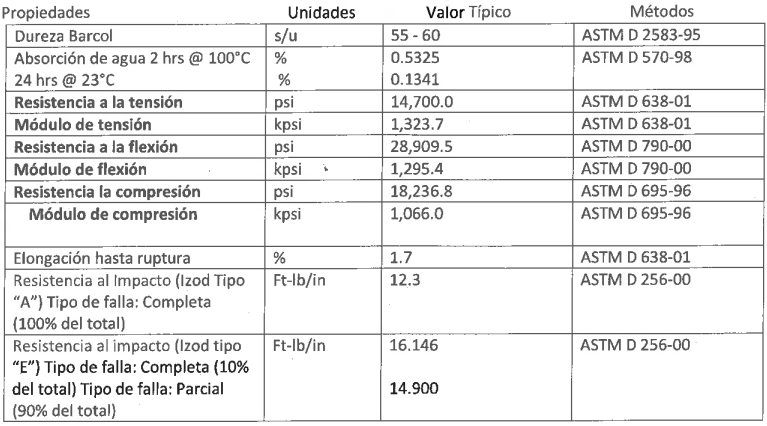 Propiedades Unidades Valor Típico Métodos
Dureza Barcol s/u 55 - 60 ASTM D 2583-95
Absorción de agua 2 hrs @ 100°C % 0.5325 ASTM D 570-98
24 hrs @ 23°C % 0.1341
Resistencia a la tensión psi 14,700.0 ASTM D 638-01
Módulo de tensión kpsi 1,323.7 ASTM D 638-01
Resistencia a la flexión psi 28,909.5 ASTM D 790-00
Módulo de flexión kpsi 1,295.4 ASTM D 790-00
Resistencia la compresión psi 18,236.8 ASTM D 695-96
Módulo de compresión kpsi 1,066.0 ASTM D 695-96
Elongación hasta ruptura % 1.7 ASTM D 638-01
Resistencia al Impacto (Izod Tipo Ft-lb/in 12.3 ASTM D 256-00
"A") Tipo de falla: Completa
(100% del total)
Resistencia al impacto (Izod tipo Ft-lb/in 16.146 ASTM D 256-00
"E") Tipo de falla: Completa (10%
del total) Tipo de falla: Parcial 14.900
(90% del total)